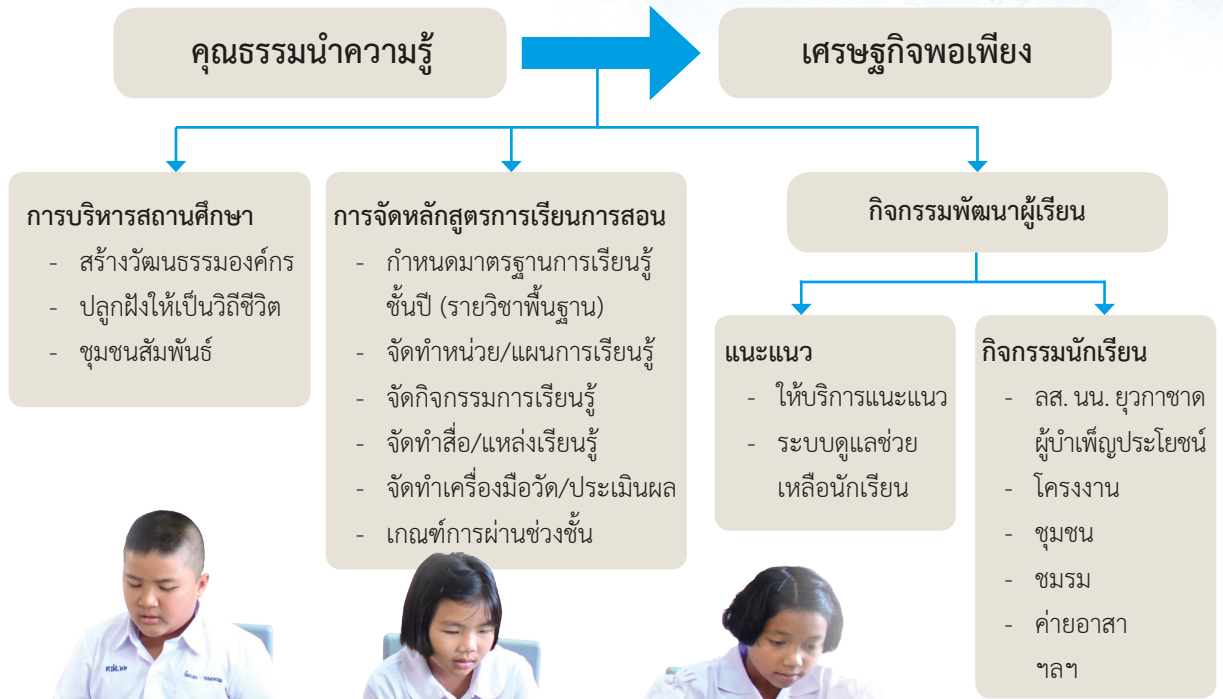 คุณธรรมนำความรู้
เศรษฐกิจพอเพียง
การบริหารสถานศึกษา
- สร้างวัฒนธรรมองค์กร
- ปลูกฝังให้เป็นวิถีชีวิต
- ชุมชนสัมพันธ์
การจัดหลักสูตรการเรียนการสอน
- กำหนดมาตรฐานการเรียนรู้
ชั้นปี (รายวิชาพื้นฐาน)
- จัดทำหน่วย/แผนการเรียนรู้
- จัดกิจกรรมการเรียนรู้
- จัดทำสื่อ/แหล่งเรียนรู้
- จัดทำเครื่องมือวัด/ประเมินผล
- เกณฑ์การผ่านช่วงชั้น
กิจกรรมพัฒนาผู้เรียน
แนะแนว
- ให้บริการแนะแนว
- ระบบดูแลช่วย
เหลือนักเรียน
กิจกรรมนักเรียน
- ลส. นน. ยุวกาชาด
ผู้บำเพ็ญประโยชน์
- โครงงาน
- ชุมชน
- ชมรม
- ค่ายอาสา
ฯลฯ